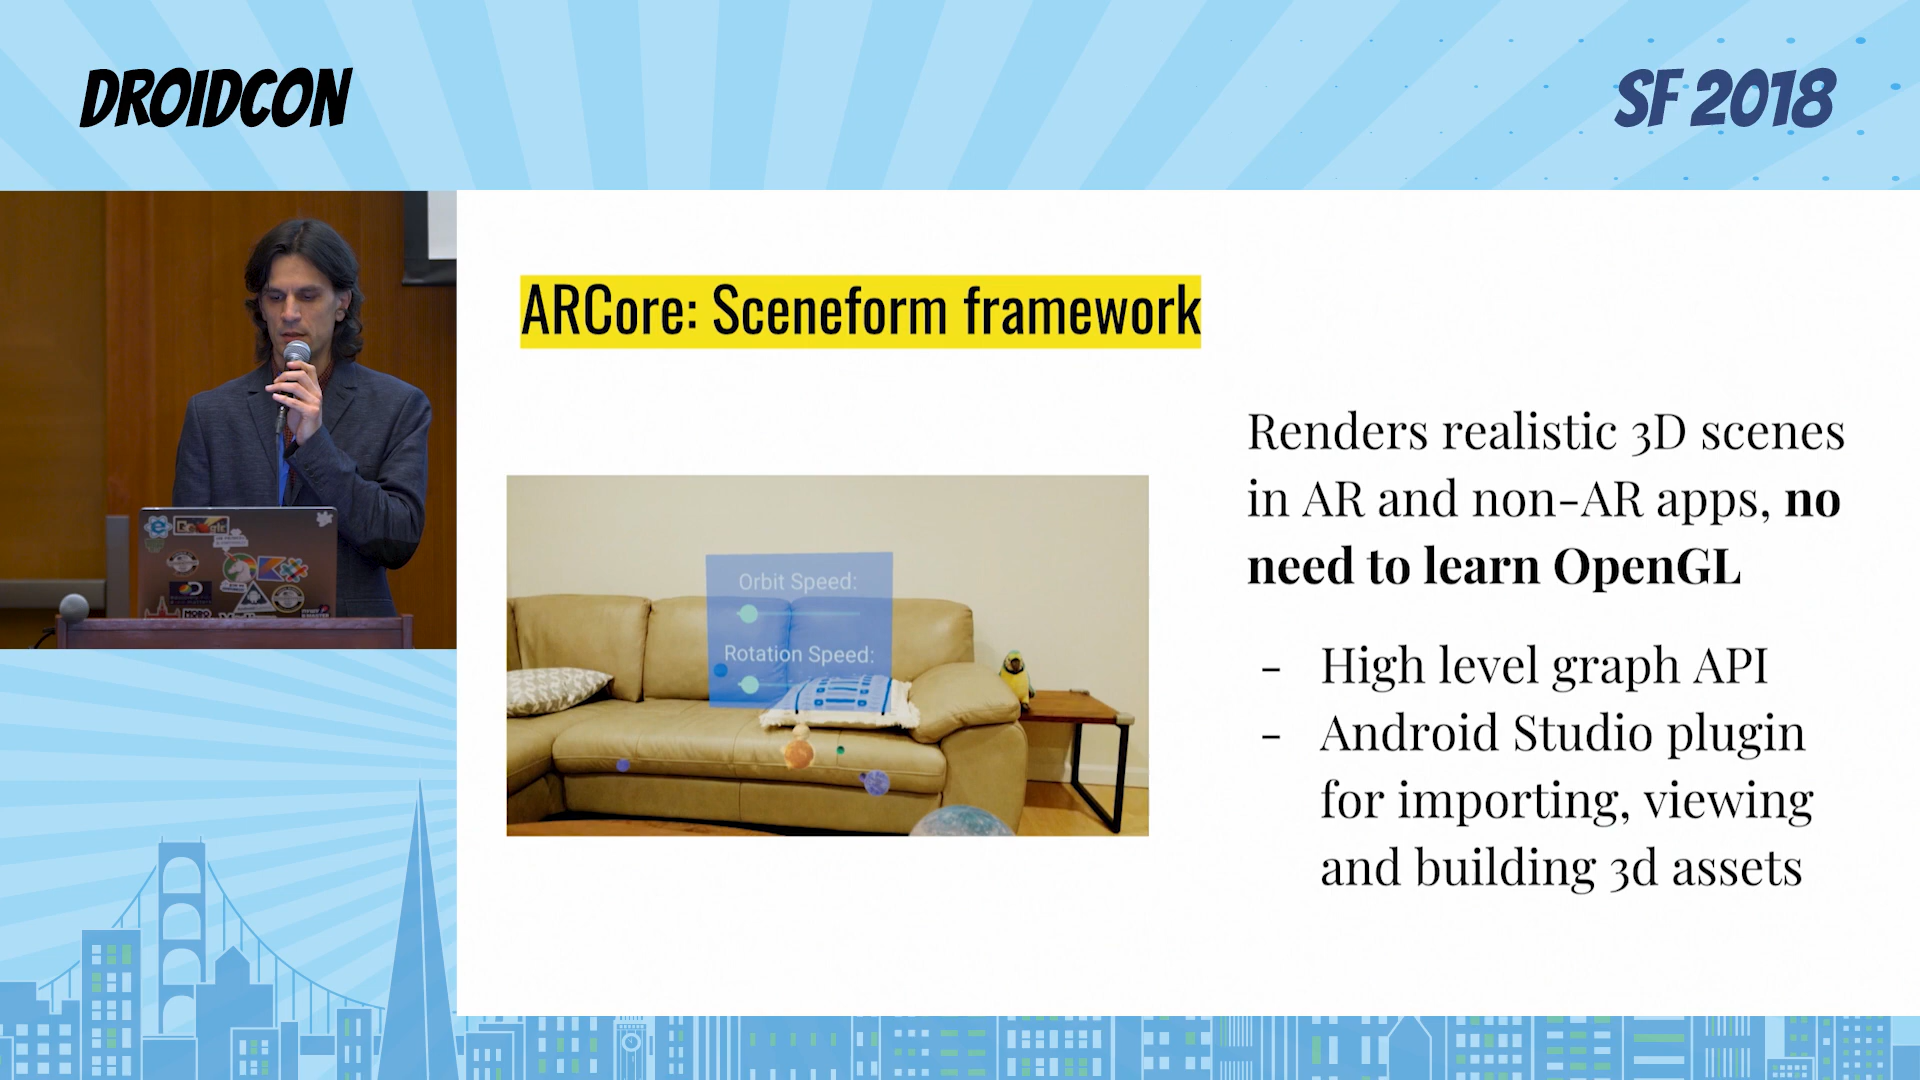 DROIDCON
SF 2018
ARCore: Sceneform framework
Renders realistic 3D scenes
in AR and non-AR apps, no
need to learn OpenGL
- High level graph API
- Android Studio plugin
for importing, viewing
and building 3d assets
Orbit Speed:
Rotation Speed:
Google
MOBO